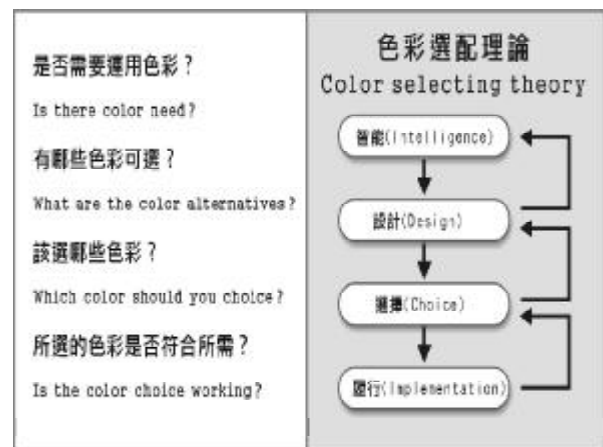 是否需要運用色彩？
Is there color need?
有哪些色彩可選？
What are the color alternatives?
該選哪些色彩？
Which color should you choice?
所選的色彩是否符合所需？
Is the color choice working?
色彩選配理論
Color selecting theory
智能(Intelligence)
設計(Design)
選擇(Choice)
履行(Implementation)